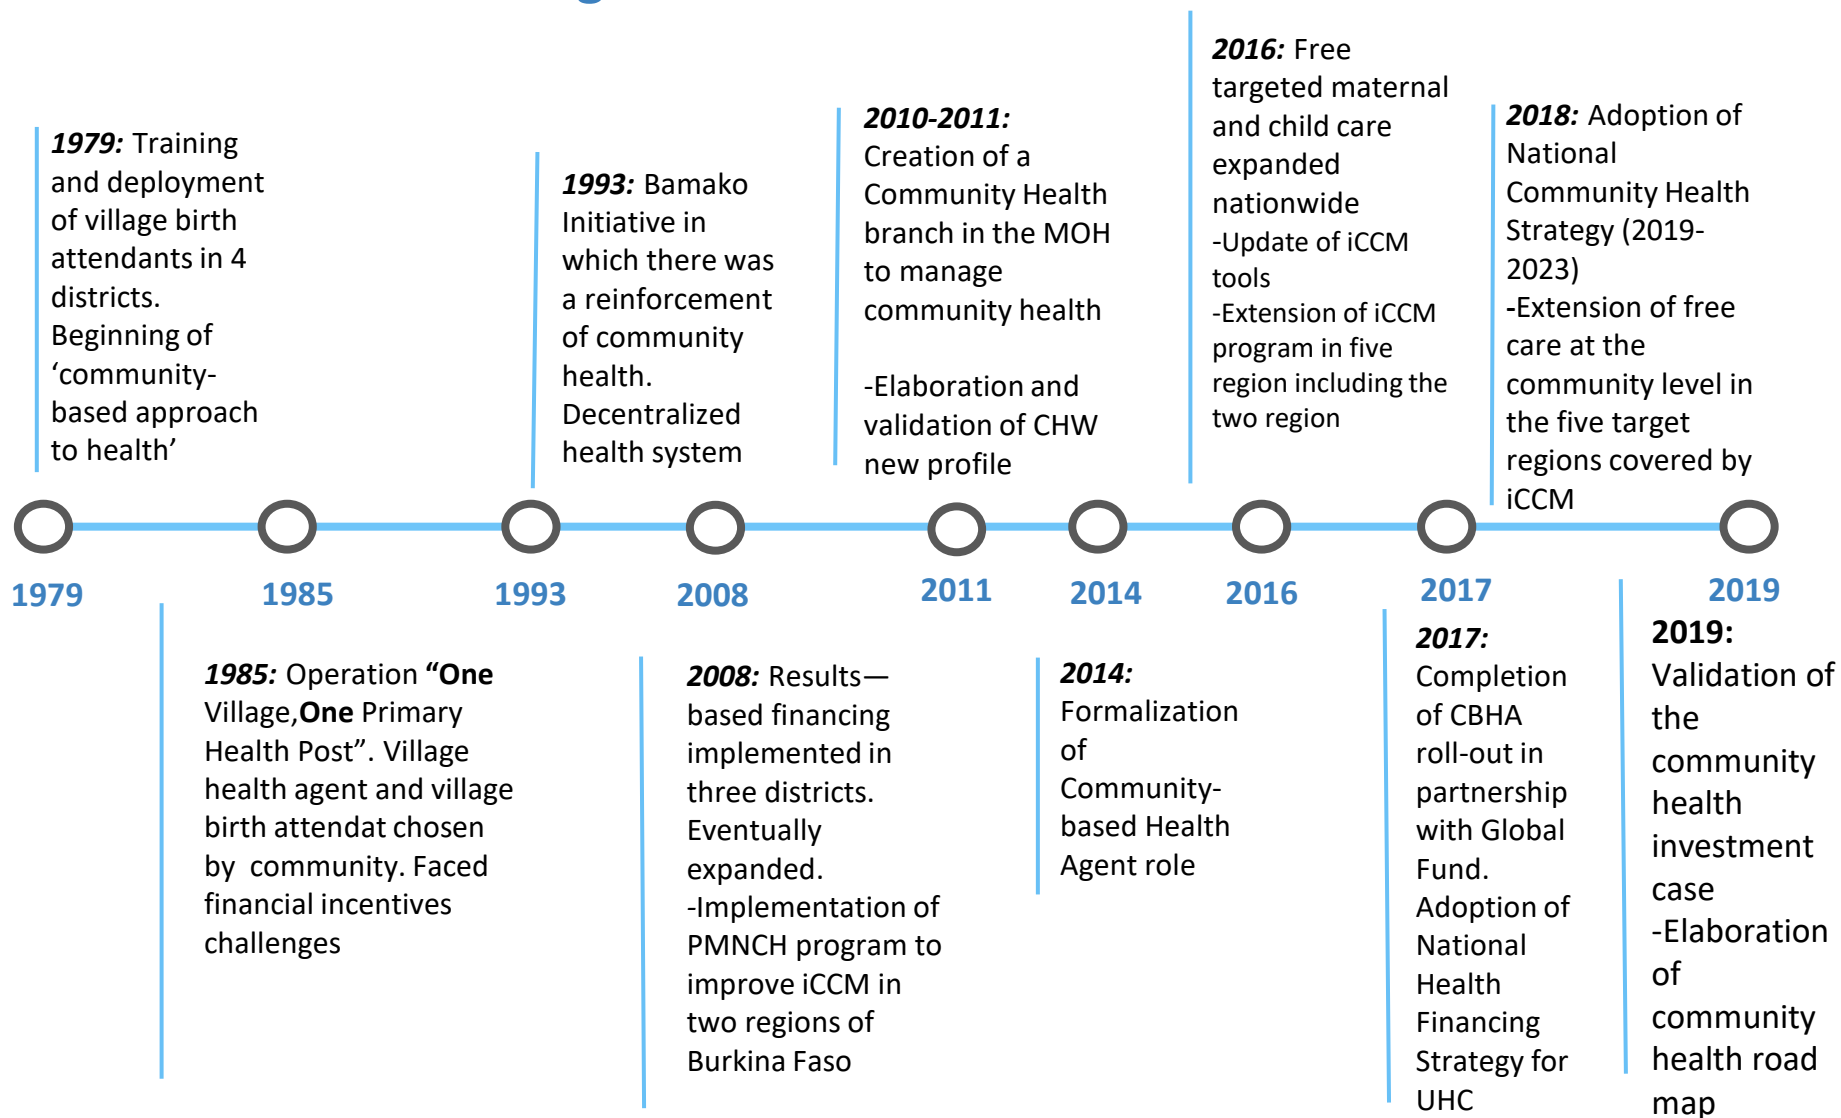 1979: Training
and deployment
of village birth
attendants in 4
districts.
Beginning of
‘community-
based approach
to health’
1993: Bamako
Initiative in
which there was
a reinforcement
of community
health.
Decentralized
health system
2010-2011:
Creation of a
Community Health
branch in the MOH
to manage
community health
-Elaboration and
validation of CHW
new profile
2016: Free
targeted maternal
and child care
expanded
nationwide
-Update of iCCM
tools
-Extension of iCCM
program in five
region including the
two region
2018: Adoption of
National
Community Health
Strategy (2019-
2023)
-Extension of free
care at the
community level in
the five target
regions covered by
iCCM
1979
1985
1993
2008
2011
2014
2016
2017
2019
1985: Operation “One
Village,One Primary
Health Post”. Village
health agent and village
birth attendat chosen
by  community. Faced
financial incentives
challenges
2008: Results—
based financing
implemented in
three districts.
Eventually
expanded.
-Implementation of
PMNCH program to
improve iCCM in
two regions of
Burkina Faso
2014:
Formalization
of
Community-
based Health
Agent role
2017:
Completion
of CBHA
roll-out in
partnership
with Global
Fund.
Adoption of
National
Health
Financing
Strategy for
UHC
2019:
Validation of
the
community
health
investment
case
-Elaboration
of
community
health road
map